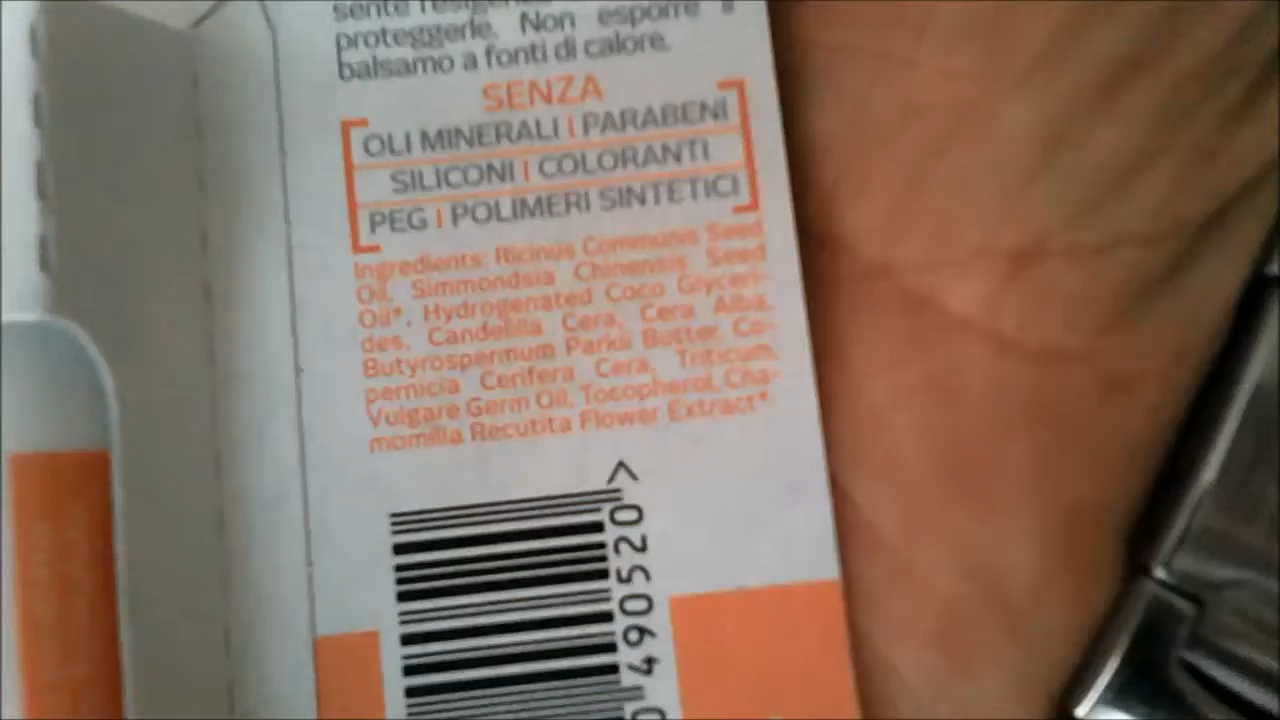 sente l'esigenza
proteggerle. Non esporre il
balsamo a fonti di calore.
SENZA
OLI MINERALI | PARABENI
SILICONI | COLORANTI
PEG | POLIMERI SINTETICI
Ingredients: Ricinus Communis Seed
Oil, Simmondsia Chinensis Seed
Oil*, Hydrogenated Coco Glyceri-
des, Candelilla Cera, Cera Alba,
Butyrospermum Parkii Butter, Co-
pernicia Cerifera Cera, Triticum
Vulgare Germ Oil, Tocopherol, Cha-
momilla Recutita Flower Extract*.
490520 >